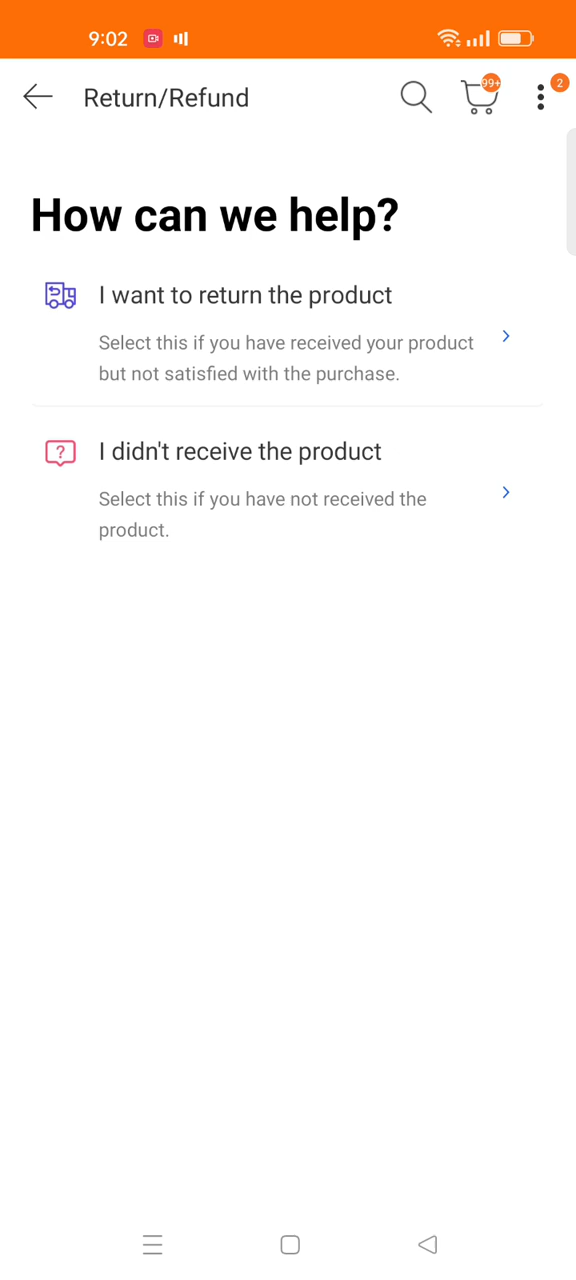 9:02
Return/Refund
99+
2
How can we help?
I want to return the product
Select this if you have received your product
but not satisfied with the purchase.
I didn't receive the product
?
Select this if you have not received the
product.